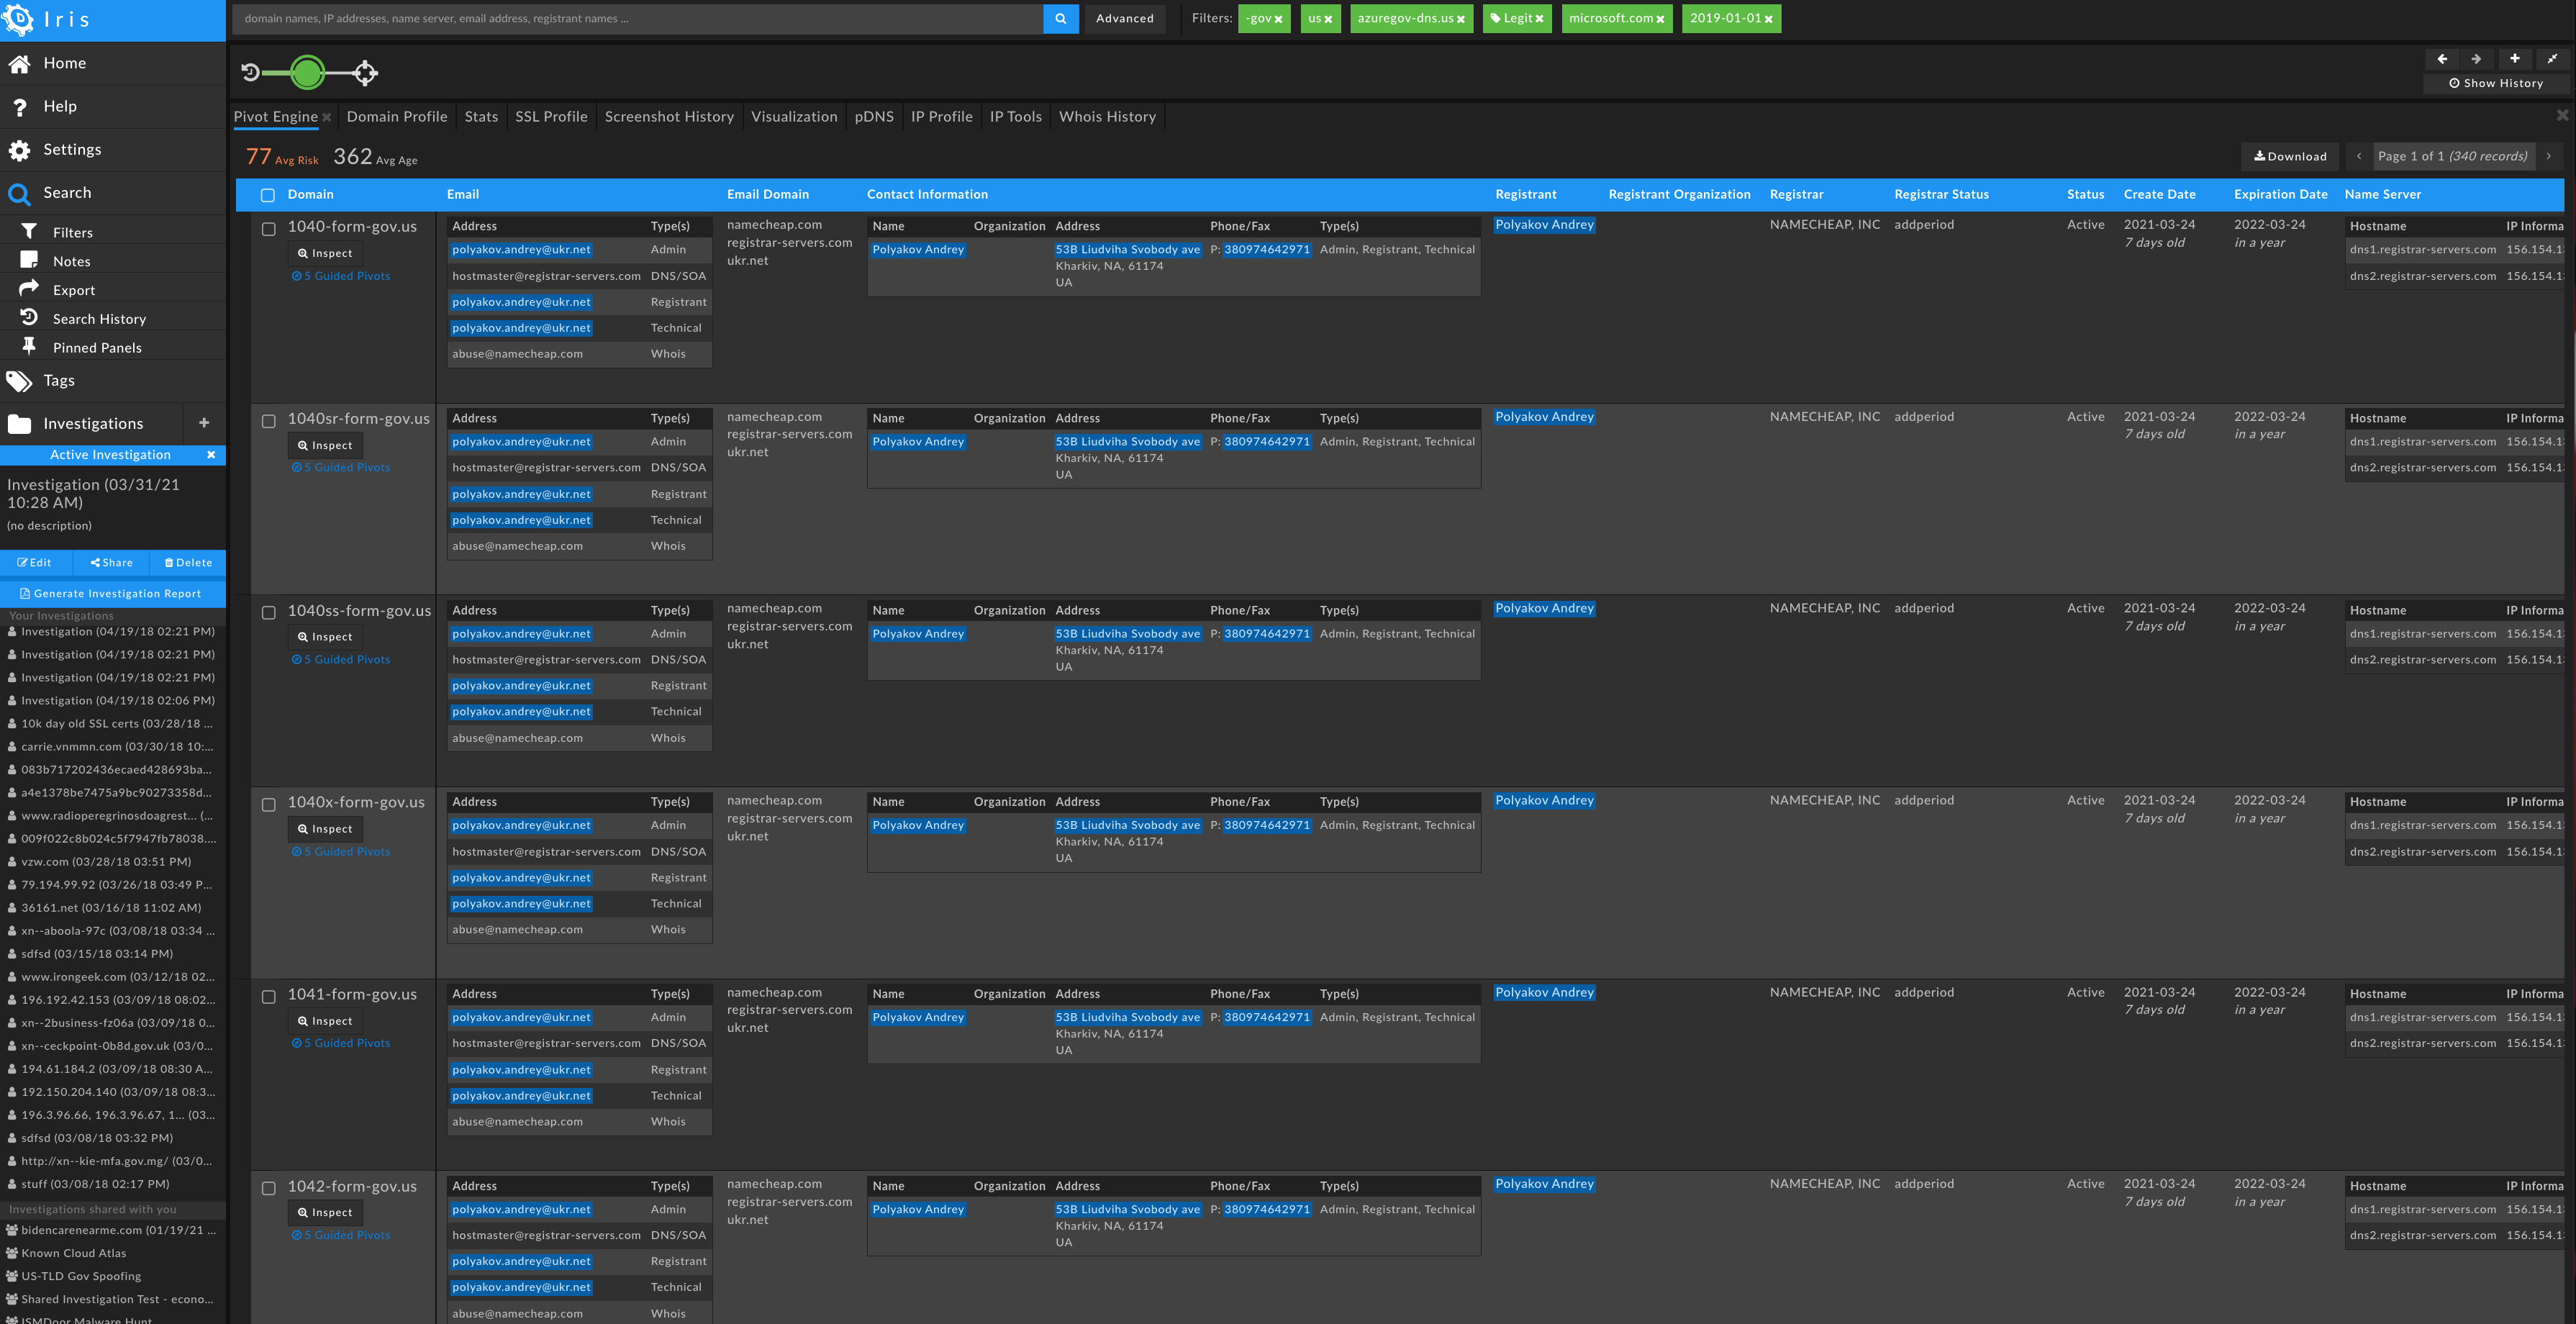 Iris
domain names, IP addresses, name server, email address, registrant names ...
Advanced
Filters: -gov us azuregov-dns.us Legit microsoft.com 2019-01-01
Home
Help
Settings
Search
Filters
Notes
Export
Search History
Pinned Panels
Tags
Investigations
Active Investigation
Investigation (03/31/21 10:28 AM)
(no description)
Edit Share Delete
Generate Investigation Report
Your Investigations
Investigation (04/19/18 02:21 PM)
Investigation (04/19/18 02:21 PM)
Investigation (04/19/18 02:21 PM)
Investigation (04/19/18 02:06 PM)
10k day old SSL certs (03/28/18 ...
carrie.vnmmn.com (03/30/18 10:...
083b717202436ecaed428693ba...
a4e1378be7475a9bc90273358d...
www.radioperegrinosdoagrest... (...
009f022c8b024c5f7947fb78038....
vzw.com (03/28/18 03:51 PM)
79.194.99.92 (03/26/18 03:49 P...
36161.net (03/16/18 11:02 AM)
xn--aboola-97c (03/08/18 03:34 ...
sdfsd (03/15/18 03:14 PM)
www.irongeek.com (03/12/18 02...
196.192.42.153 (03/09/18 08:02...
xn--2business-fz06a (03/09/18 0...
xn--ceckpoint-0b8d.gov.uk (03/0...
194.61.184.2 (03/09/18 08:30 A...
192.150.204.140 (03/09/18 08:3...
196.3.96.66, 196.3.96.67, 1... (03...
sdfsd (03/08/18 03:32 PM)
http://xn--kie-mfa.gov.mg/ (03/0...
stuff (03/08/18 02:17 PM)
Investigations shared with you
bidencarenearme.com (01/19/21 ...
Known Cloud Atlas
US-TLD Gov Spoofing
Shared Investigation Test - econo...
ISMDoor Malware Hunt
Show History
Pivot Engine Domain Profile Stats SSL Profile Screenshot History Visualization pDNS IP Profile IP Tools Whois History
77 Avg Risk 362 Avg Age
Download
Page 1 of 1 (340 records)
Domain Email Email Domain Contact Information Registrant Registrant Organization Registrar Registrar Status Status Create Date Expiration Date Name Server
1040-form-gov.us Address Type(s) namecheap.com Name Organization Address Phone/Fax Type(s) Polyakov Andrey NAMECHEAP, INC addperiod Active 2021-03-24 2022-03-24 Hostname IP Informa
Inspect polyakov.andrey@ukr.net Admin registrar-servers.com Polyakov Andrey 53B Liudviha Svobody ave P: 380974642971 Admin, Registrant, Technical 7 days old in a year dns1.registrar-servers.com 156.154.1
5 Guided Pivots hostmaster@registrar-servers.com DNS/SOA ukr.net Kharkiv, NA, 61174 dns2.registrar-servers.com 156.154.1
UA
polyakov.andrey@ukr.net Registrant
polyakov.andrey@ukr.net Technical
abuse@namecheap.com Whois
1040sr-form-gov.us Address Type(s) namecheap.com Name Organization Address Phone/Fax Type(s) Polyakov Andrey NAMECHEAP, INC addperiod Active 2021-03-24 2022-03-24 Hostname IP Informa
Inspect polyakov.andrey@ukr.net Admin registrar-servers.com Polyakov Andrey 53B Liudviha Svobody ave P: 380974642971 Admin, Registrant, Technical 7 days old in a year dns1.registrar-servers.com 156.154.1
5 Guided Pivots hostmaster@registrar-servers.com DNS/SOA ukr.net Kharkiv, NA, 61174 dns2.registrar-servers.com 156.154.1
UA
polyakov.andrey@ukr.net Registrant
polyakov.andrey@ukr.net Technical
abuse@namecheap.com Whois
1040ss-form-gov.us Address Type(s) namecheap.com Name Organization Address Phone/Fax Type(s) Polyakov Andrey NAMECHEAP, INC addperiod Active 2021-03-24 2022-03-24 Hostname IP Informa
Inspect polyakov.andrey@ukr.net Admin registrar-servers.com Polyakov Andrey 53B Liudviha Svobody ave P: 380974642971 Admin, Registrant, Technical 7 days old in a year dns1.registrar-servers.com 156.154.1
5 Guided Pivots hostmaster@registrar-servers.com DNS/SOA ukr.net Kharkiv, NA, 61174 dns2.registrar-servers.com 156.154.1
UA
polyakov.andrey@ukr.net Registrant
polyakov.andrey@ukr.net Technical
abuse@namecheap.com Whois
1040x-form-gov.us Address Type(s) namecheap.com Name Organization Address Phone/Fax Type(s) Polyakov Andrey NAMECHEAP, INC addperiod Active 2021-03-24 2022-03-24 Hostname IP Informa
Inspect polyakov.andrey@ukr.net Admin registrar-servers.com Polyakov Andrey 53B Liudviha Svobody ave P: 380974642971 Admin, Registrant, Technical 7 days old in a year dns1.registrar-servers.com 156.154.1
5 Guided Pivots hostmaster@registrar-servers.com DNS/SOA ukr.net Kharkiv, NA, 61174 dns2.registrar-servers.com 156.154.1
UA
polyakov.andrey@ukr.net Registrant
polyakov.andrey@ukr.net Technical
abuse@namecheap.com Whois
1041-form-gov.us Address Type(s) namecheap.com Name Organization Address Phone/Fax Type(s) Polyakov Andrey NAMECHEAP, INC addperiod Active 2021-03-24 2022-03-24 Hostname IP Informa
Inspect polyakov.andrey@ukr.net Admin registrar-servers.com Polyakov Andrey 53B Liudviha Svobody ave P: 380974642971 Admin, Registrant, Technical 7 days old in a year dns1.registrar-servers.com 156.154.1
5 Guided Pivots hostmaster@registrar-servers.com DNS/SOA ukr.net Kharkiv, NA, 61174 dns2.registrar-servers.com 156.154.1
UA
polyakov.andrey@ukr.net Registrant
polyakov.andrey@ukr.net Technical
abuse@namecheap.com Whois
1042-form-gov.us Address Type(s) namecheap.com Name Organization Address Phone/Fax Type(s) Polyakov Andrey NAMECHEAP, INC addperiod Active 2021-03-24 2022-03-24 Hostname IP Informa
Inspect polyakov.andrey@ukr.net Admin registrar-servers.com Polyakov Andrey 53B Liudviha Svobody ave P: 380974642971 Admin, Registrant, Technical 7 days old in a year dns1.registrar-servers.com 156.154.1
5 Guided Pivots hostmaster@registrar-servers.com DNS/SOA ukr.net Kharkiv, NA, 61174 dns2.registrar-servers.com 156.154.1
UA
polyakov.andrey@ukr.net Registrant
polyakov.andrey@ukr.net Technical
abuse@namecheap.com Whois